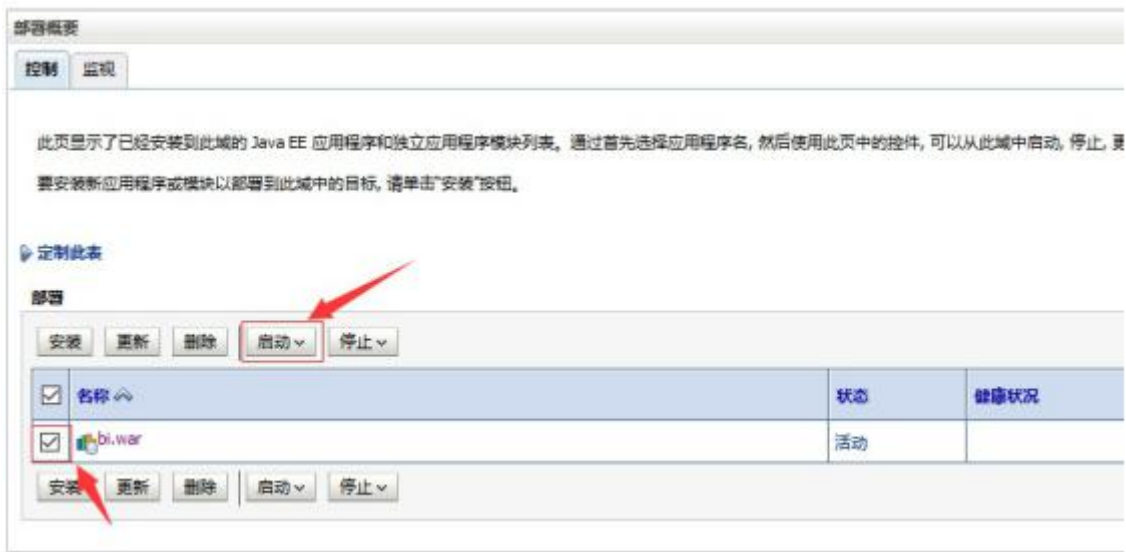 部署概要
控制 监视
此页显示了已经安装到此域的 Java EE 应用程序和独立应用程序模块列表。通过首先选择应用程序名, 然后使用此页中的控件, 可以从此域中启动, 停止, 更
要安装新应用程序或模块以部署到此域中的目标, 请单击"安装"按钮。
定制此表
部署
安装 更新 删除 启动 停止
名称 状态 健康状况
bi.war 活动
安装 更新 删除 启动 停止